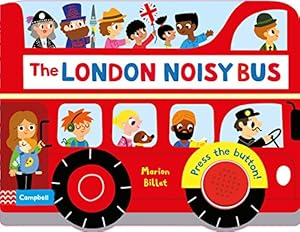 The LONDON NOISY BUS
Marion
Billet
Press the button!
Campbell